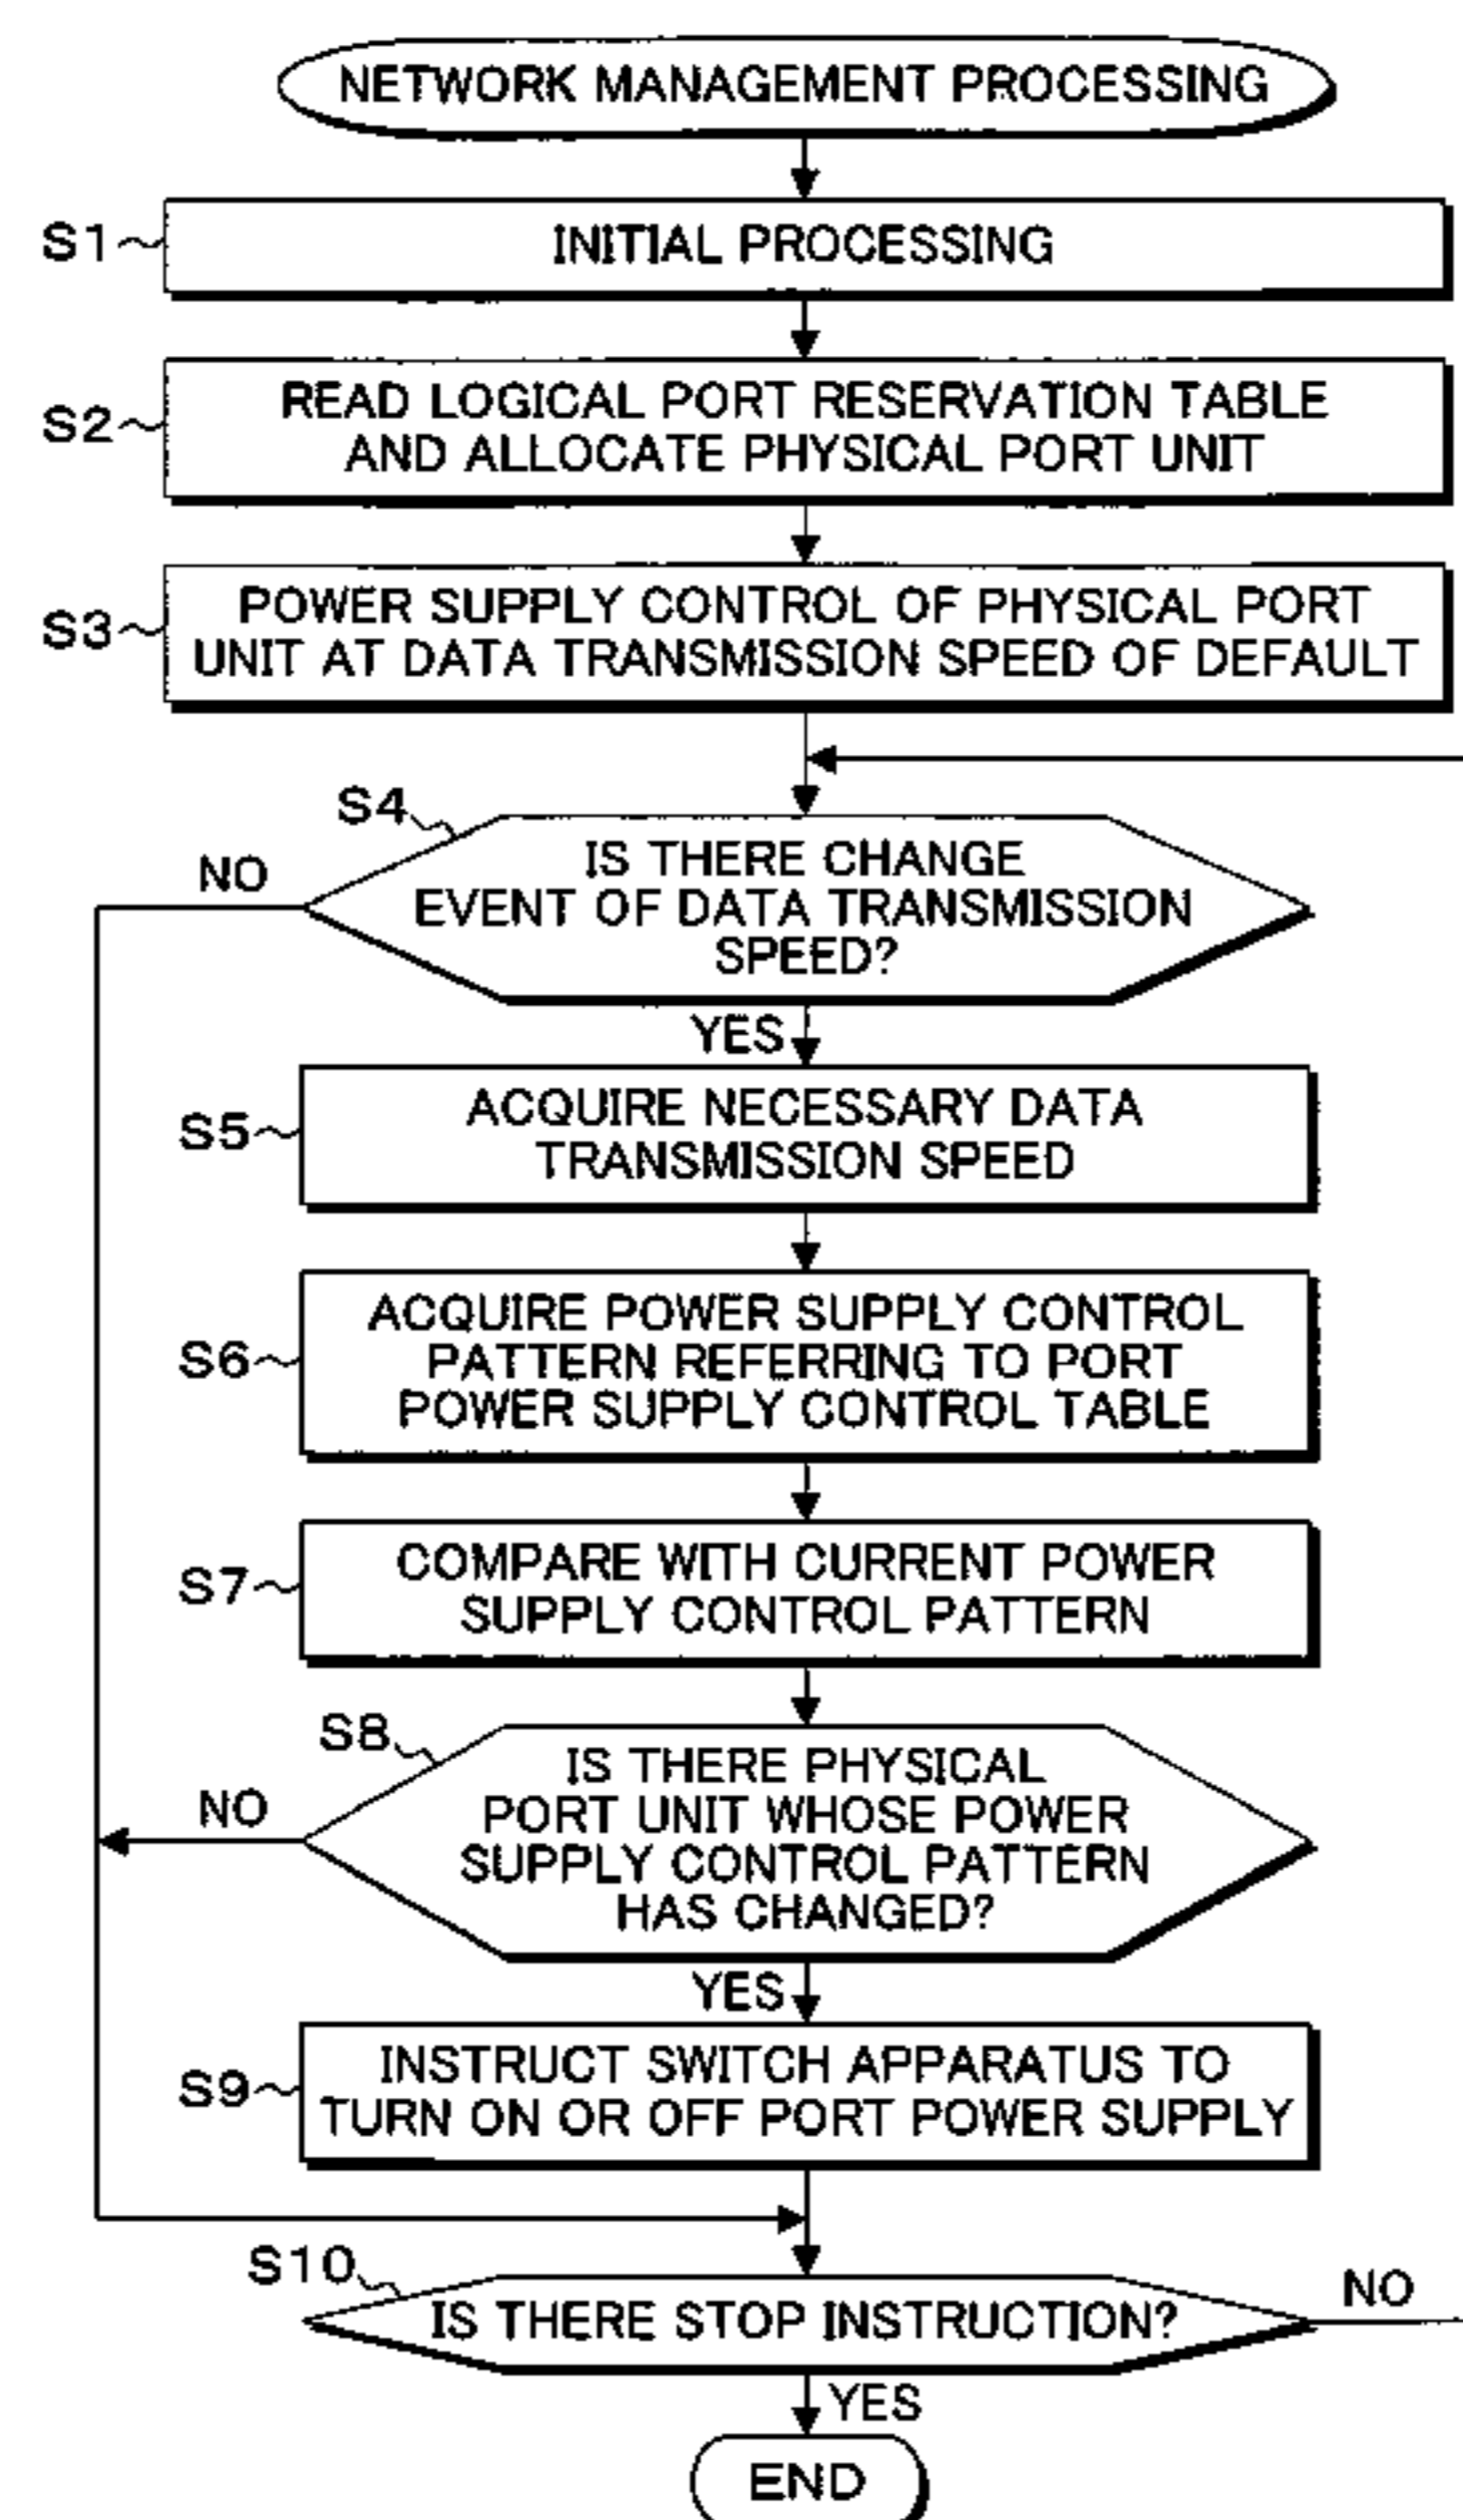 NETWORK MANAGEMENT PROCESSING
S1
INITIAL PROCESSING
S2
READ LOGICAL PORT RESERVATION TABLE
AND ALLOCATE PHYSICAL PORT UNIT
S3
POWER SUPPLY CONTROL OF PHYSICAL PORT
UNIT AT DATA TRANSMISSION SPEED OF DEFAULT
S4
NO
IS THERE CHANGE
EVENT OF DATA TRANSMISSION
SPEED?
YES
S5
ACQUIRE NECESSARY DATA
TRANSMISSION SPEED
S6
ACQUIRE POWER SUPPLY CONTROL
PATTERN REFERRING TO PORT
POWER SUPPLY CONTROL TABLE
S7
COMPARE WITH CURRENT POWER
SUPPLY CONTROL PATTERN
S8
NO
IS THERE PHYSICAL
PORT UNIT WHOSE POWER
SUPPLY CONTROL PATTERN
HAS CHANGED?
YES
S9
INSTRUCT SWITCH APPARATUS TO
TURN ON OR OFF PORT POWER SUPPLY
S10
IS THERE STOP INSTRUCTION?
NO
YES
END